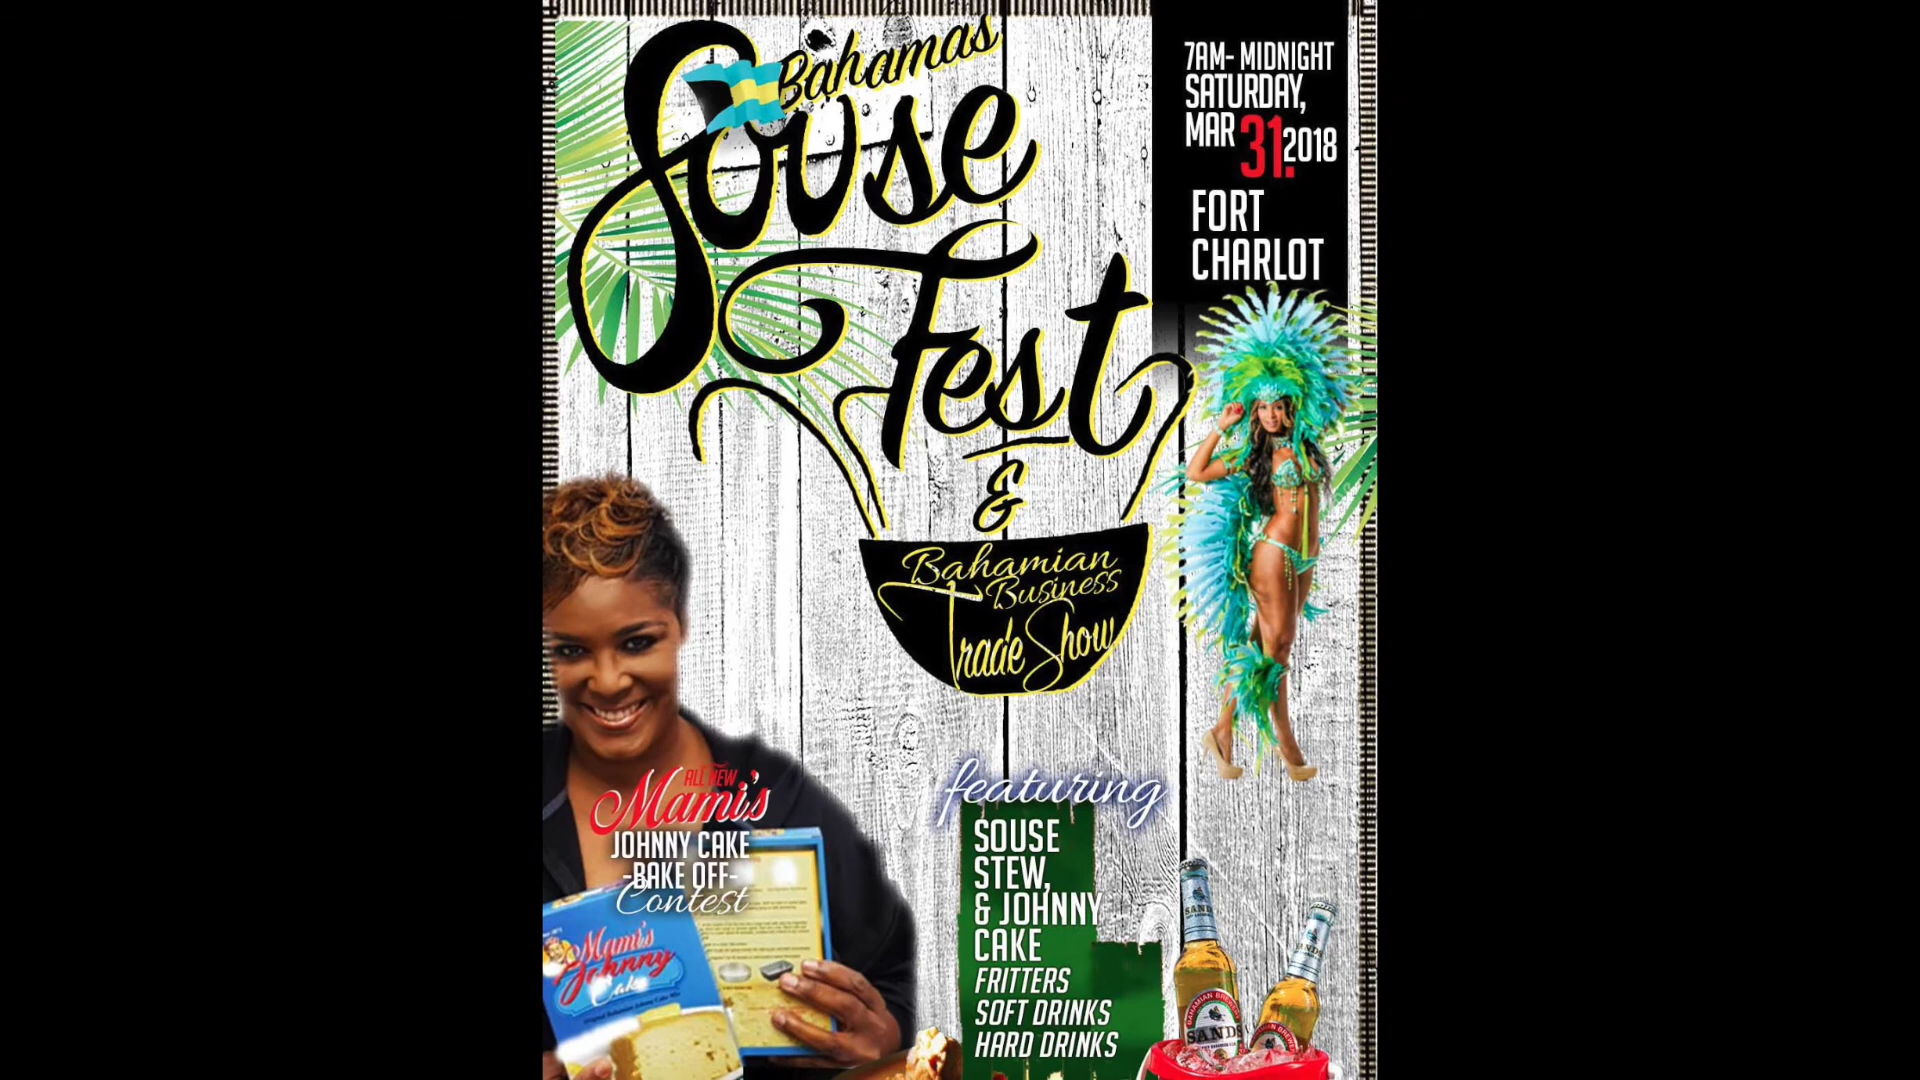 Bahamas
Souse
Fest
&
Bahamian
Business
Trade Show
7AM- MIDNIGHT
SATURDAY,
MAR 31.2018
FORT
CHARLOT
ALL NEW
Mami's
JOHNNY CAKE
-BAKE OFF-
Contest
Mami's
Johnny
Cake
featuring
SOUSE
STEW,
& JOHNNY
CAKE
FRITTERS
SOFT DRINKS
HARD DRINKS
SANDS
SANDS